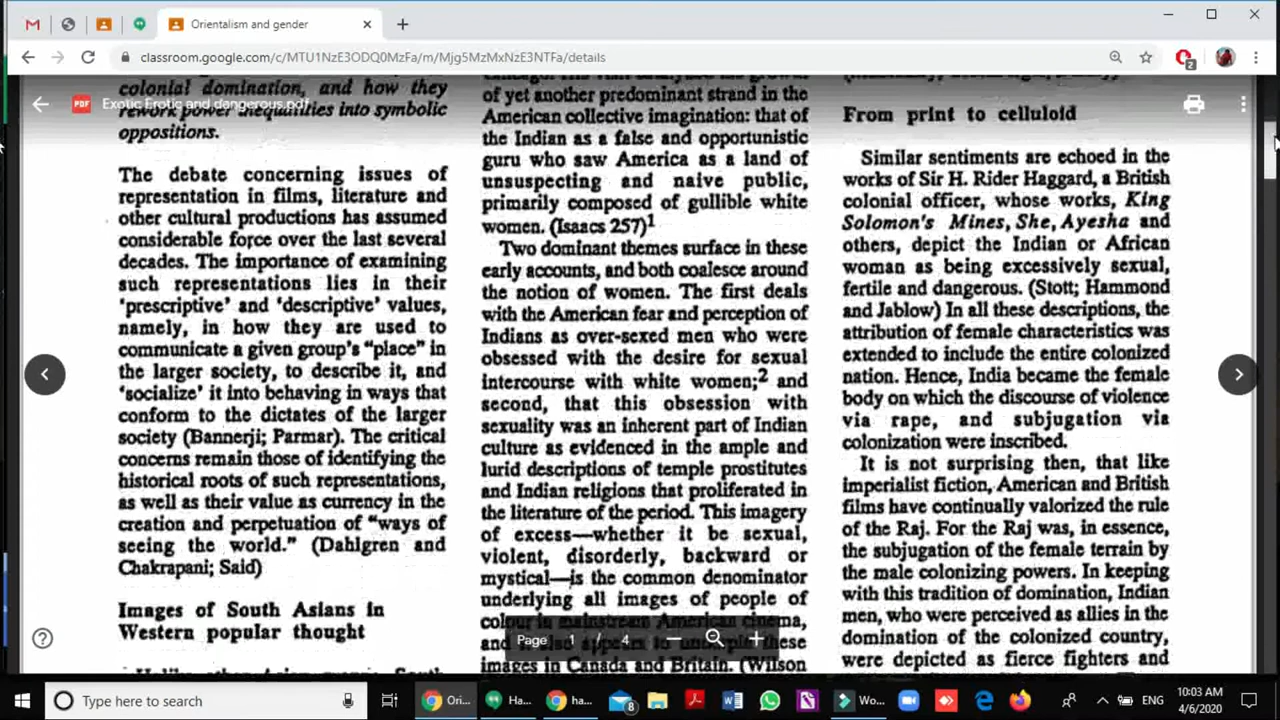 Orientalism and gender
classroom.google.com/c/MTU1NzE3ODQ0MzFa/m/Mjg5MzMxNzE3NTFa/details
2
Exotic Erotic and dangerous.pdf
colonial domination, and how they
rework power inequalities into symbolic
oppositions.
The debate concerning issues of
representation in films, literature and
other cultural productions has assumed
considerable force over the last several
decades. The importance of examining
such representations lies in their
'prescriptive' and 'descriptive' values,
namely, in how they are used to
communicate a given group's "place" in
the larger society, to describe it, and
'socialize' it into behaving in ways that
conform to the dictates of the larger
society (Bannerji; Parmar). The critical
concerns remain those of identifying the
historical roots of such representations,
as well as their value as currency in the
creation and perpetuation of "ways of
seeing the world." (Dahlgren and
Chakrapani; Said)
Images of South Asians in
Western popular thought
of yet another predominant strand in the
American collective imagination: that of
the Indian as a false and opportunistic
guru who saw America as a land of
unsuspecting and naive public,
primarily composed of gullible white
women. (Isaacs 257)1
Two dominant themes surface in these
early accounts, and both coalesce around
the notion of women. The first deals
with the American fear and perception of
Indians as over-sexed men who were
obsessed with the desire for sexual
intercourse with white women;2 and
second, that this obsession with
sexuality was an inherent part of Indian
culture as evidenced in the ample and
lurid descriptions of temple prostitutes
and Indian religions that proliferated in
the literature of the period. This imagery
of excess—whether it be sexual,
violent, disorderly, backward or
mystical—is the common denominator
underlying all images of people of
colour in mainstream American cinema,
and it also appears to underpin these
images in Canada and Britain. (Wilson
From print to celluloid
Similar sentiments are echoed in the
works of Sir H. Rider Haggard, a British
colonial officer, whose works, King
Solomon's Mines, She, Ayesha and
others, depict the Indian or African
woman as being excessively sexual,
fertile and dangerous. (Stott; Hammond
and Jablow) In all these descriptions, the
attribution of female characteristics was
extended to include the entire colonized
nation. Hence, India became the female
body on which the discourse of violence
via rape, and subjugation via
colonization were inscribed.
It is not surprising then, that like
imperialist fiction, American and British
films have continually valorized the rule
of the Raj. For the Raj was, in essence,
the subjugation of the female terrain by
the male colonizing powers. In keeping
with this tradition of domination, Indian
men, who were perceived as allies in the
domination of the colonized country,
were depicted as fierce fighters and
Page 1 / 4
Type here to search
Ori...
Ha...
ha...
8
Wo...
ENG
10:03 AM
4/6/2020